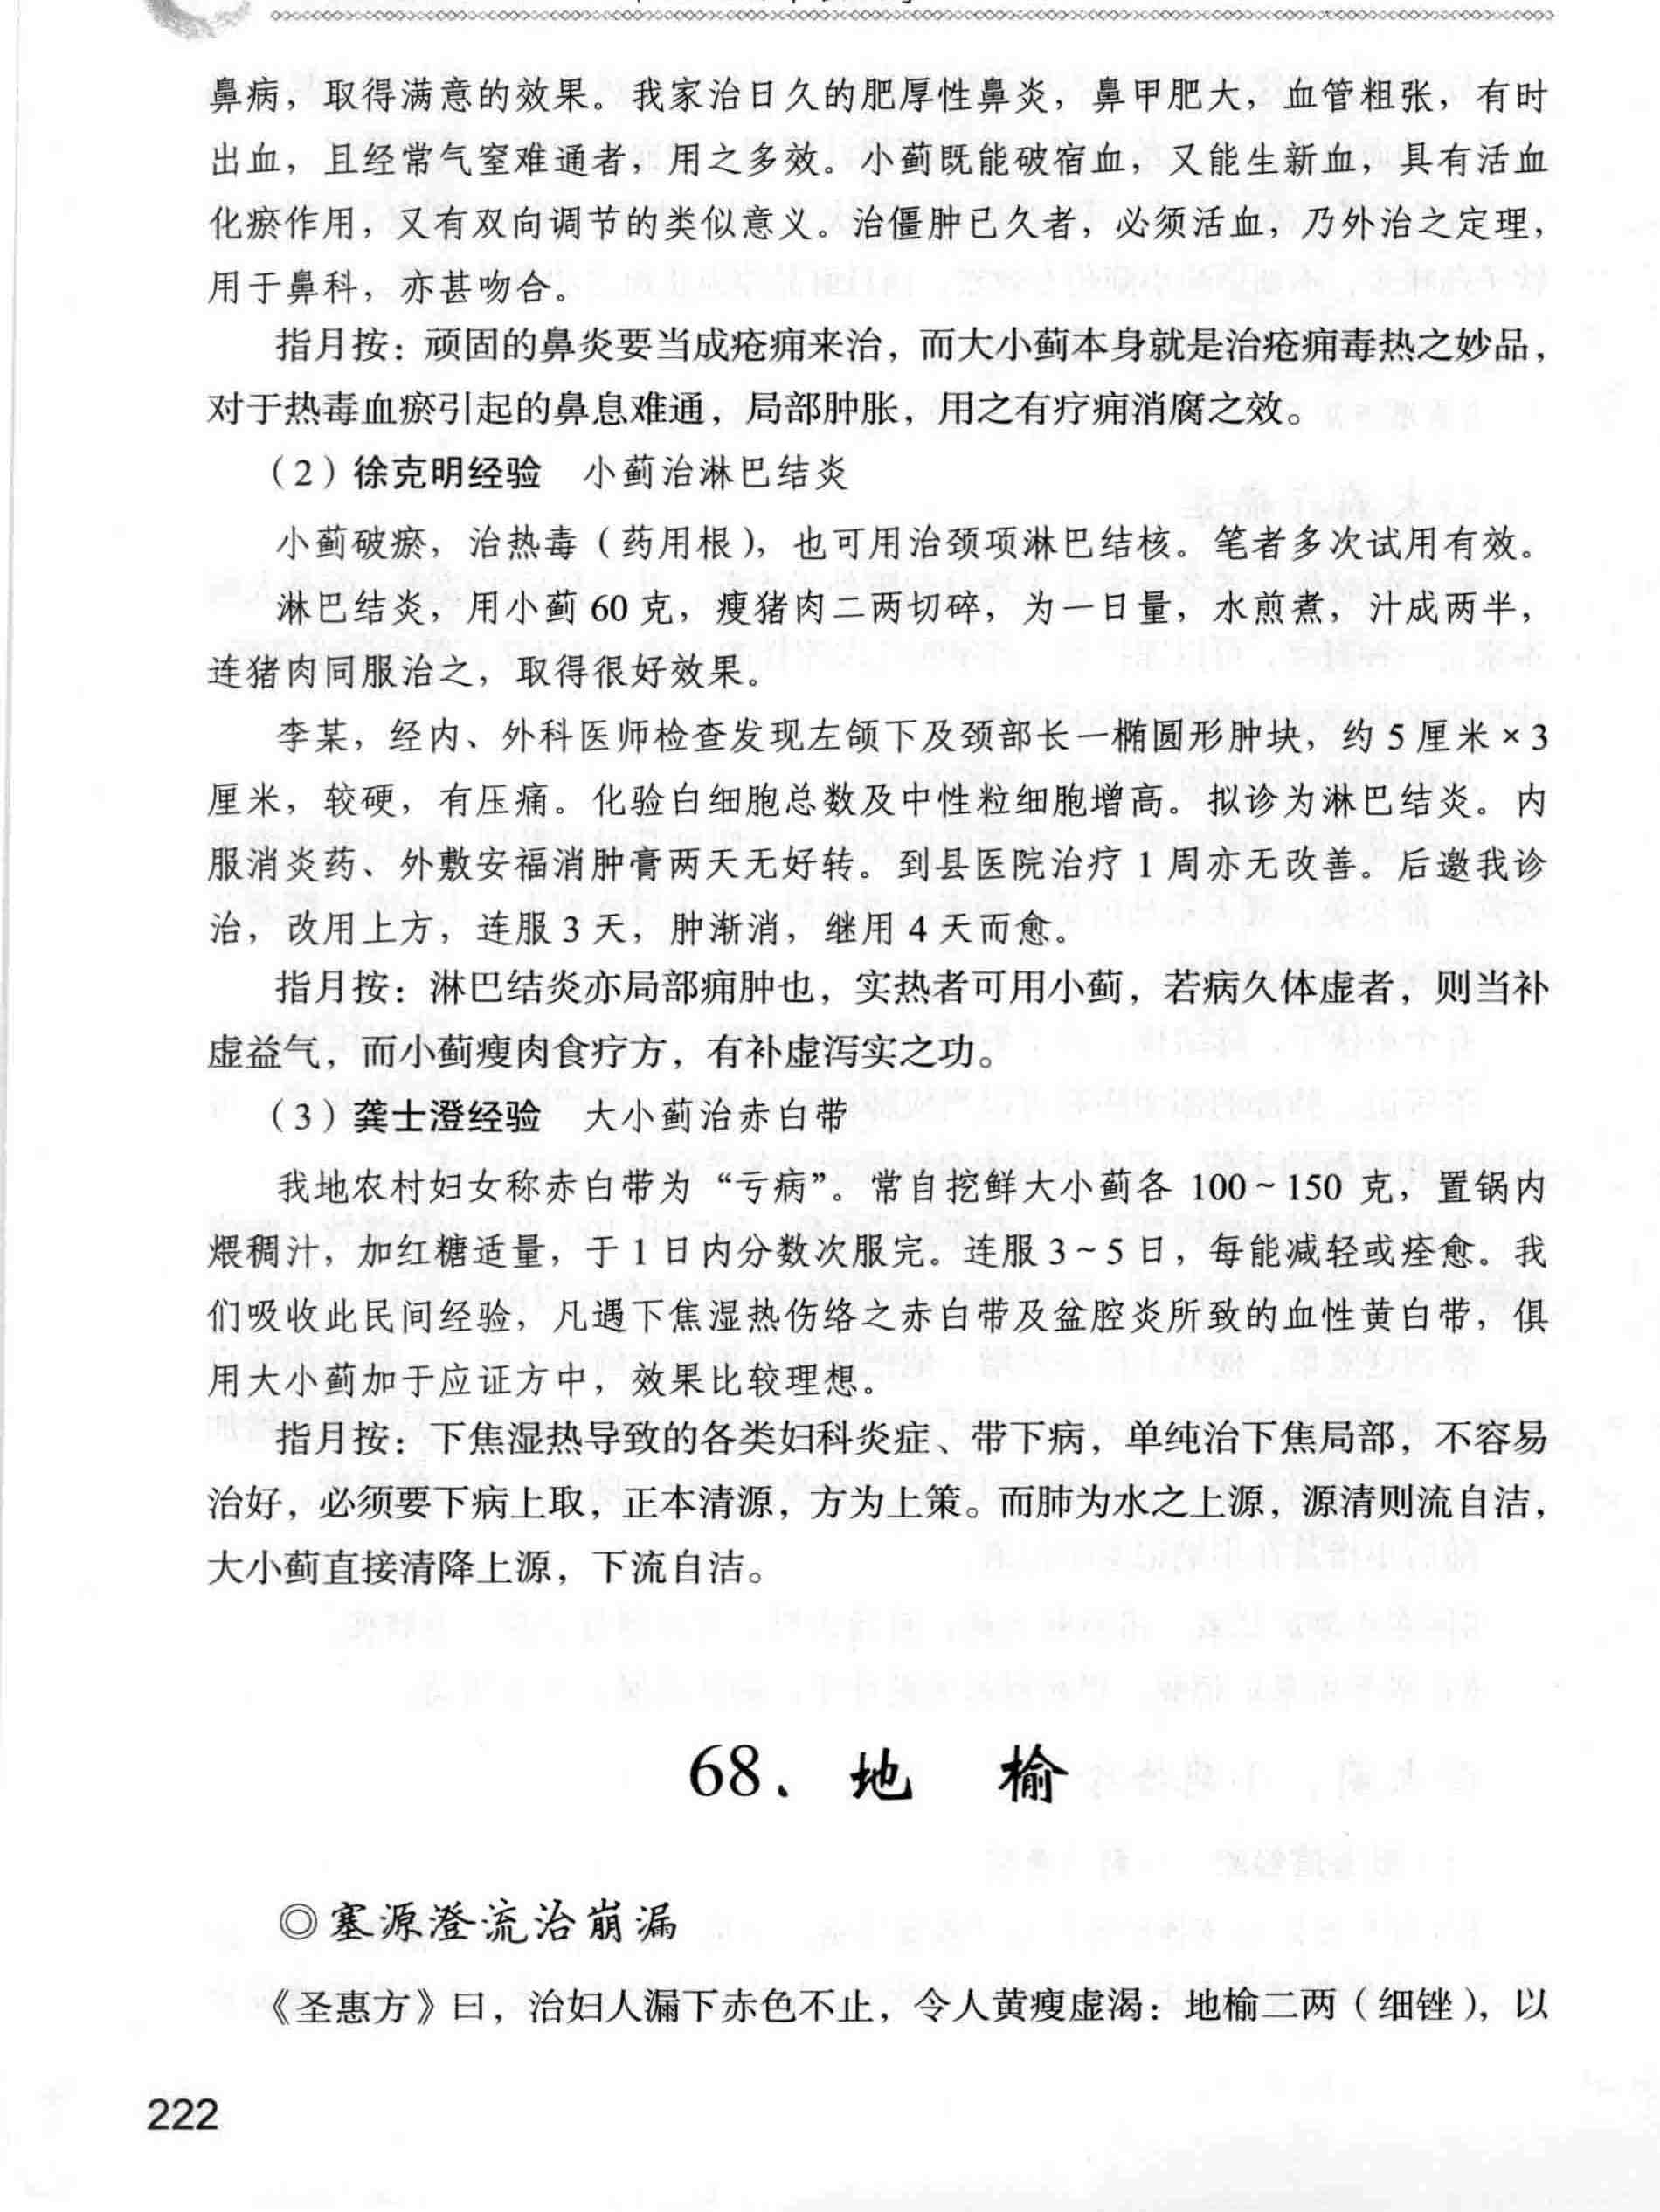 鼻病，取得满意的效果。我家治日久的肥厚性鼻炎，鼻甲肥大，血管粗张，有时
出血，且经常气窒难通者，用之多效。小蓟既能破宿血，又能生新血，具有活血
化瘀作用，又有双向调节的类似意义。治僵肿已久者，必须活血，乃外治之定理，
用于鼻科，亦甚吻合。
指月按：顽固的鼻炎要当成疮痈来治，而大小蓟本身就是治疮痈毒热之妙品，
对于热毒血瘀引起的鼻息难通，局部肿胀，用之有疗痈消腐之效。
（2）徐克明经验　小蓟治淋巴结炎
小蓟破瘀，治热毒（药用根），也可用治颈项淋巴结核。笔者多次试用有效。
淋巴结炎，用小蓟 60 克，瘦猪肉二两切碎，为一日量，水煎煮，汁成两半，
连猪肉同服治之，取得很好效果。
李某，经内、外科医师检查发现左颌下及颈部长一椭圆形肿块，约 5 厘米 × 3
厘米，较硬，有压痛。化验白细胞总数及中性粒细胞增高。拟诊为淋巴结炎。内
服消炎药、外敷安福消肿膏两天无好转。到县医院治疗 1 周亦无改善。后邀我诊
治，改用上方，连服 3 天，肿渐消，继用 4 天而愈。
指月按：淋巴结炎亦局部痈肿也，实热者可用小蓟，若病久体虚者，则当补
虚益气，而小蓟瘦肉食疗方，有补虚泻实之功。
（3）龚士澄经验　大小蓟治赤白带
我地农村妇女称赤白带为“亏病”。常自挖鲜大小蓟各 100～150 克，置锅内
煨稠汁，加红糖适量，于 1 日内分数次服完。连服 3～5 日，每能减轻或痊愈。我
们吸收此民间经验，凡遇下焦湿热伤络之赤白带及盆腔炎所致的血性黄白带，俱
用大小蓟加于应证方中，效果比较理想。
指月按：下焦湿热导致的各类妇科炎症、带下病，单纯治下焦局部，不容易
治好，必须要下病上取，正本清源，方为上策。而肺为水之上源，源清则流自洁，
大小蓟直接清降上源，下流自洁。
68、地　榆
◎塞源澄流治崩漏
《圣惠方》曰，治妇人漏下赤色不止，令人黄瘦虚渴：地榆二两（细锉），以
222